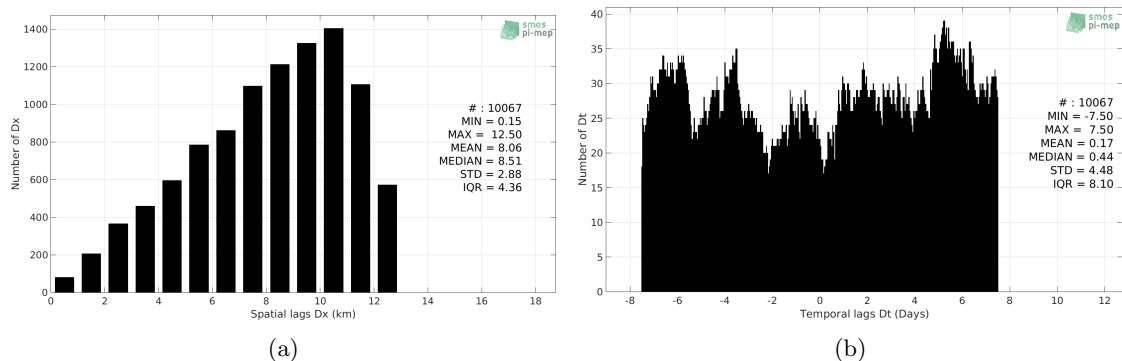 smos
pi-mep
1400
1200
1000
800
600
400
200
0
Number of Dx
# : 10067
MIN = 0.15
MAX = 12.50
MEAN = 8.06
MEDIAN = 8.51
STD = 2.88
IQR = 4.36
0 2 4 6 8 10 12 14 16 18
Spatial lags Dx (km)
(a)
smos
pi-mep
40
35
30
25
20
15
10
5
0
Number of Dt
# : 10067
MIN = -7.50
MAX = 7.50
MEAN = 0.17
MEDIAN = 0.44
STD = 4.48
IQR = 8.10
-8 -6 -4 -2 0 2 4 6 8 10 12
Temporal lags Dt (Days)
(b)